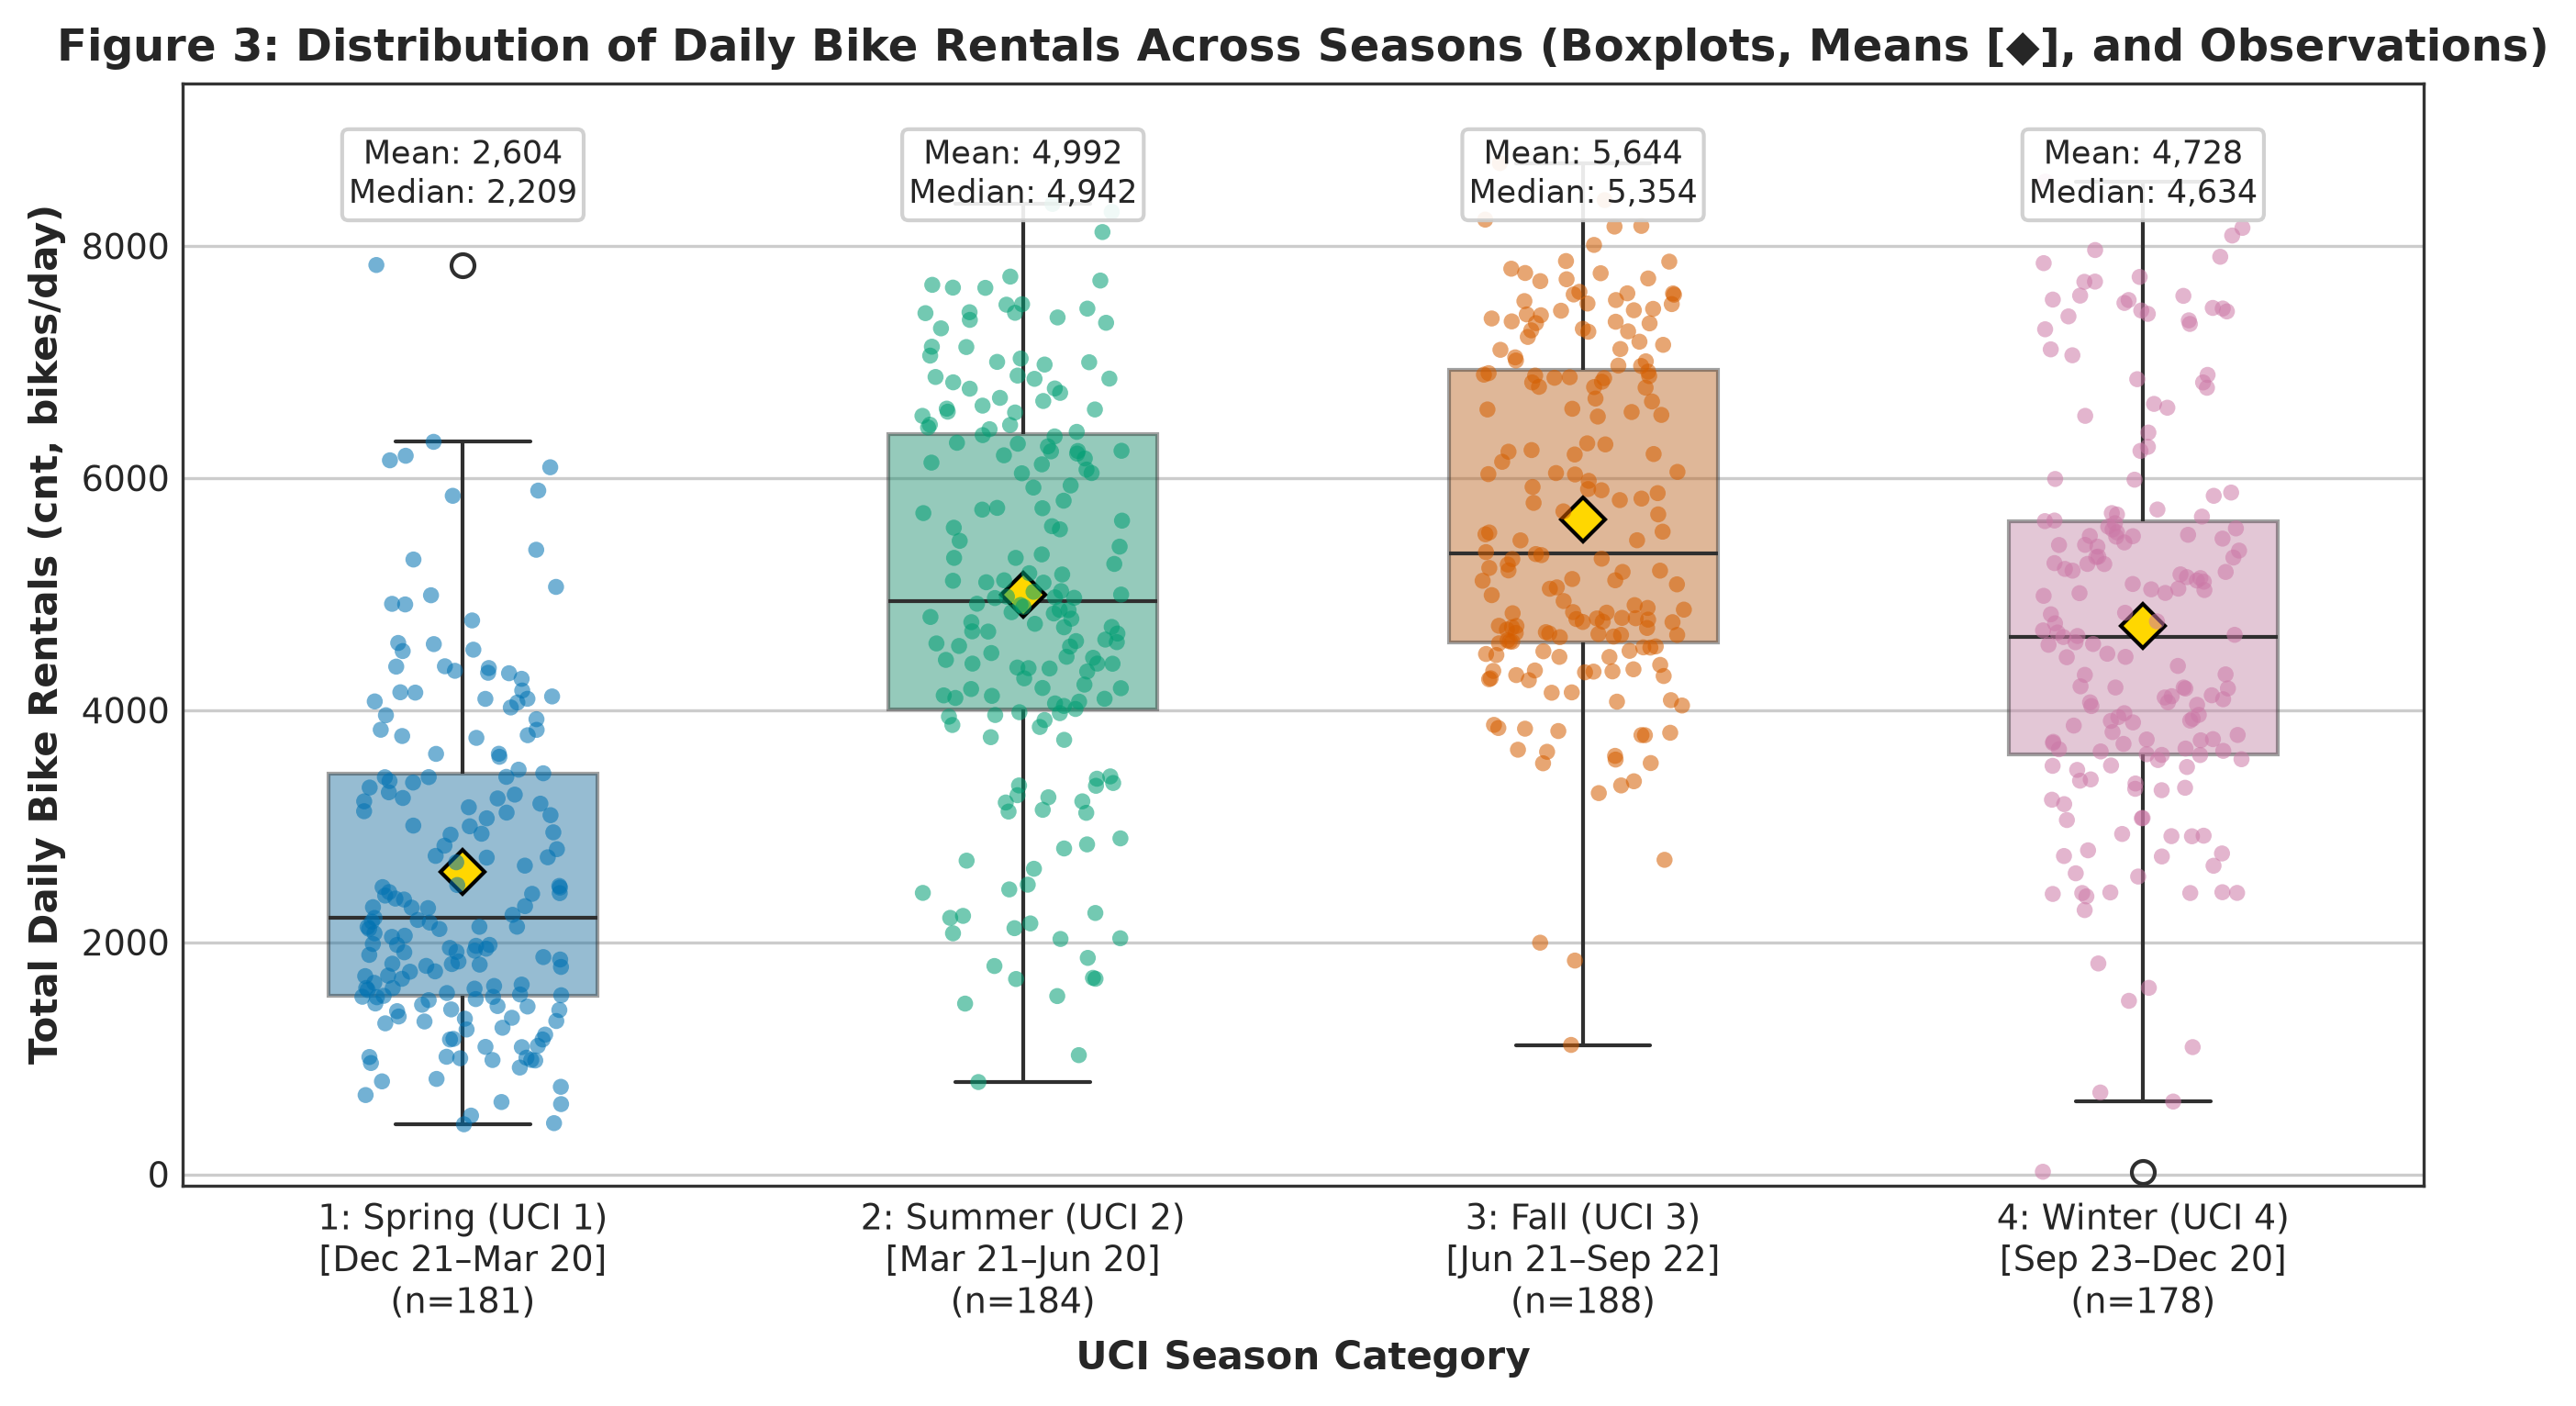 Figure 3: Distribution of Daily Bike Rentals Across Seasons (Boxplots, Means [◆], and Observations)
Mean: 2,604
Median: 2,209
Mean: 4,992
Median: 4,942
Mean: 5,644
Median: 5,354
Mean: 4,728
Median: 4,634
Total Daily Bike Rentals (cnt, bikes/day)
8000
6000
4000
2000
0
1: Spring (UCI 1)
[Dec 21–Mar 20]
(n=181)
2: Summer (UCI 2)
[Mar 21–Jun 20]
(n=184)
3: Fall (UCI 3)
[Jun 21–Sep 22]
(n=188)
4: Winter (UCI 4)
[Sep 23–Dec 20]
(n=178)
UCI Season Category